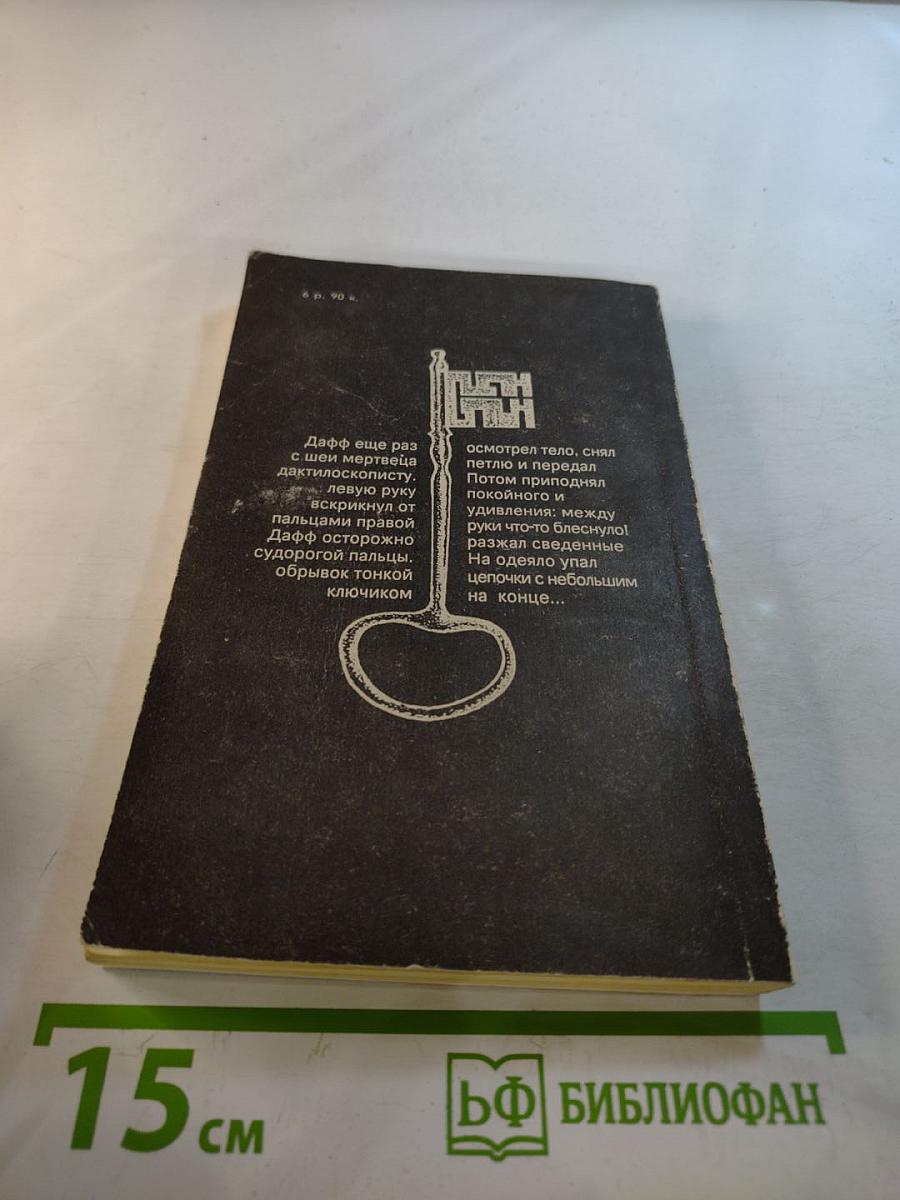 6 р. 90 к.
Дафф еще раз осмотрел тело, снял
с шеи мертвеца петлю и передал
дактилоскописту. Потом приподнял
левую руку покойного и
вскрикнул от удивления: между
пальцами правой руки что-то блеснуло!
Дафф осторожно разжал сведенные
судорогой пальцы. На одеяло упал
обрывок тонкой цепочки с небольшим
ключиком на конце...
15 см
БФ БИБЛИОФАН